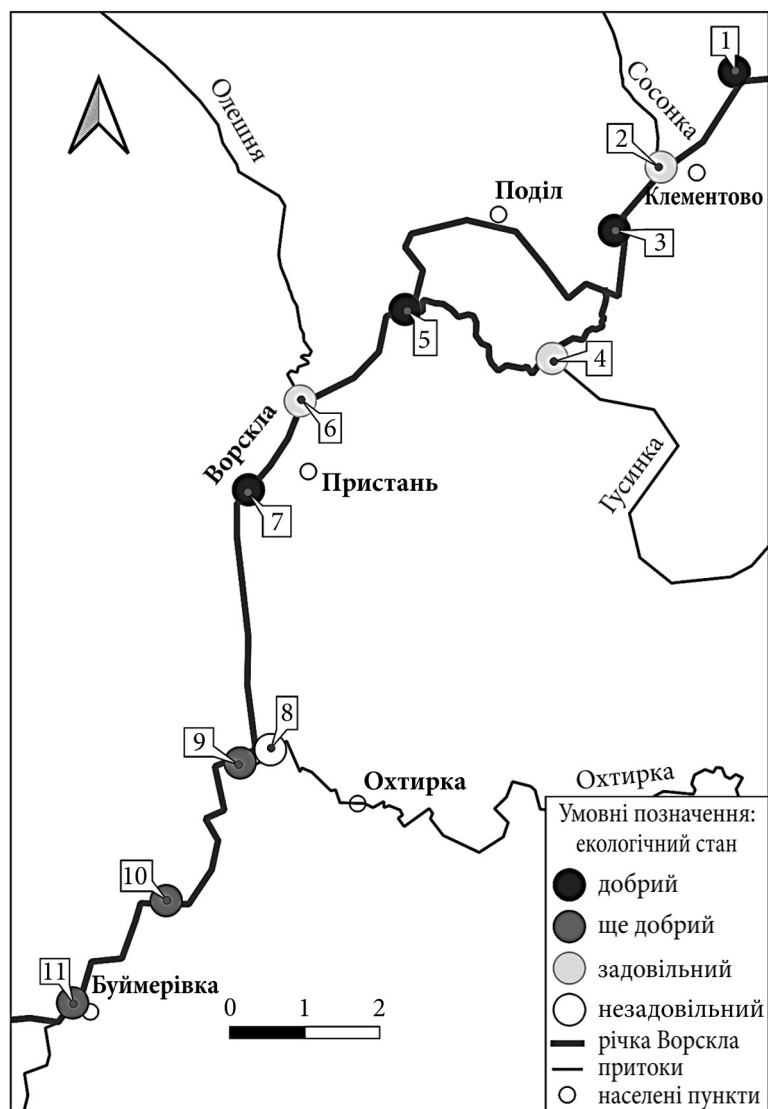 1
Олешня
Сосонка
2
Поділ
Клементово
3
5
4
6
Ворскла
Пристань
Гусинка
7
8
9
Охтирка
Охтирка
10
11
Буймерівка
0 1 2
Умовні позначення:
екологічний стан
добрий
ще добрий
задовільний
незадовільний
річка Ворскла
притоки
населені пункти